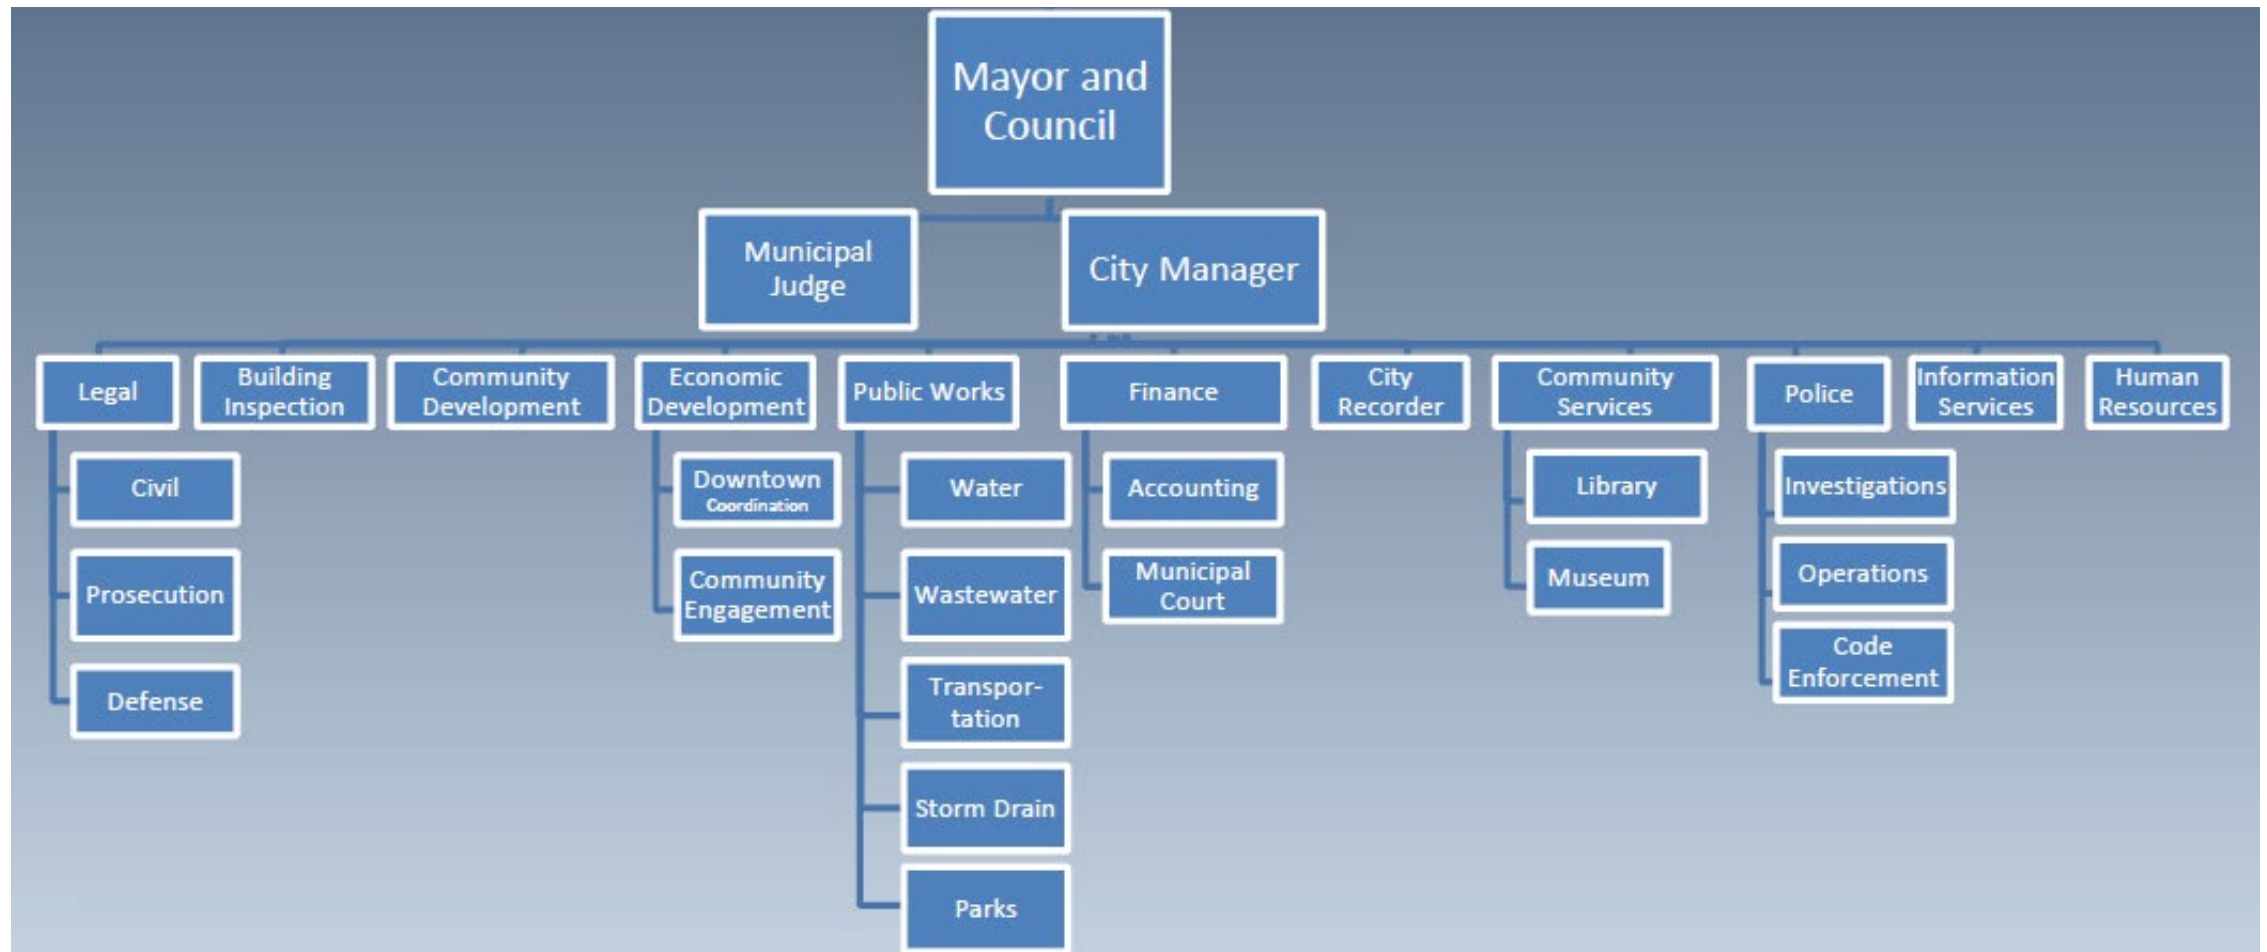 Mayor and
Council
Municipal
Judge
City Manager
Legal
Building
Inspection
Community
Development
Economic
Development
Public Works
Finance
City
Recorder
Community
Services
Police
Information
Services
Human
Resources
Civil
Prosecution
Defense
Downtown
Coordination
Community
Engagement
Water
Wastewater
Transpor-
tation
Storm Drain
Parks
Accounting
Municipal
Court
Library
Museum
Investigations
Operations
Code
Enforcement